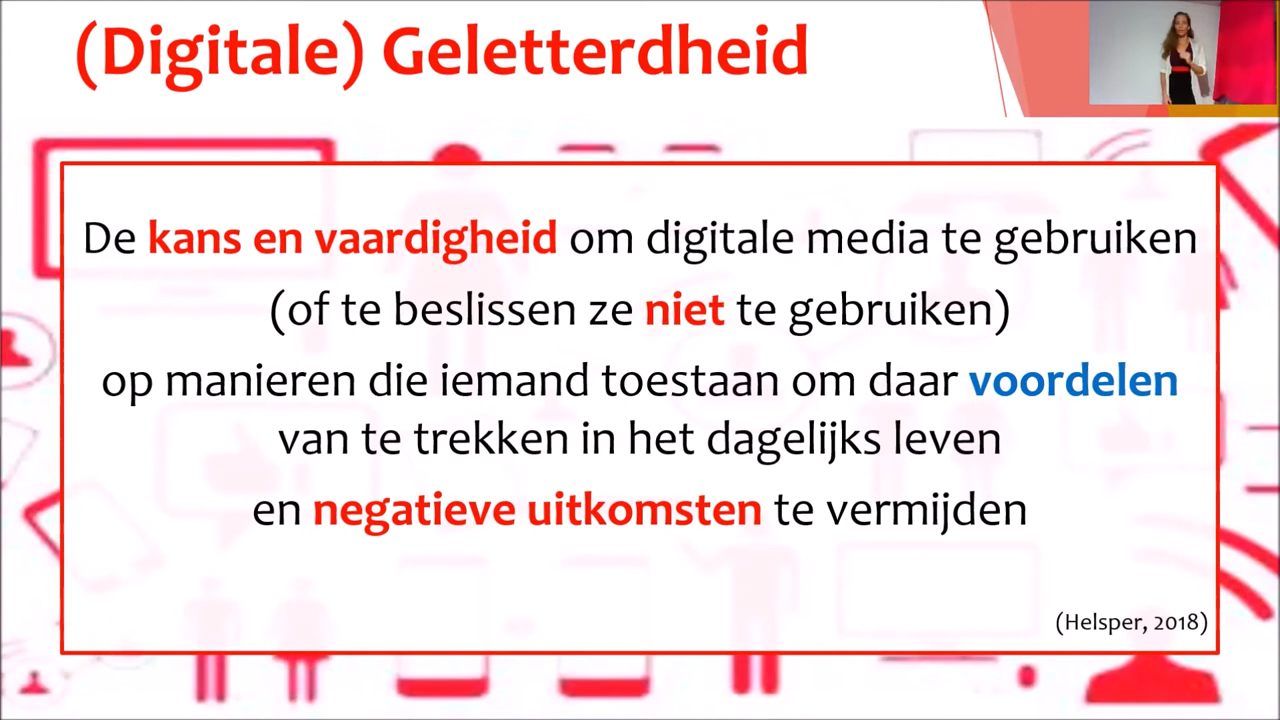 (Digitale) Geletterdheid
De kans en vaardigheid om digitale media te gebruiken
(of te beslissen ze niet te gebruiken)
op manieren die iemand toestaan om daar voordelen
van te trekken in het dagelijks leven
en negatieve uitkomsten te vermijden
(Helsper, 2018)